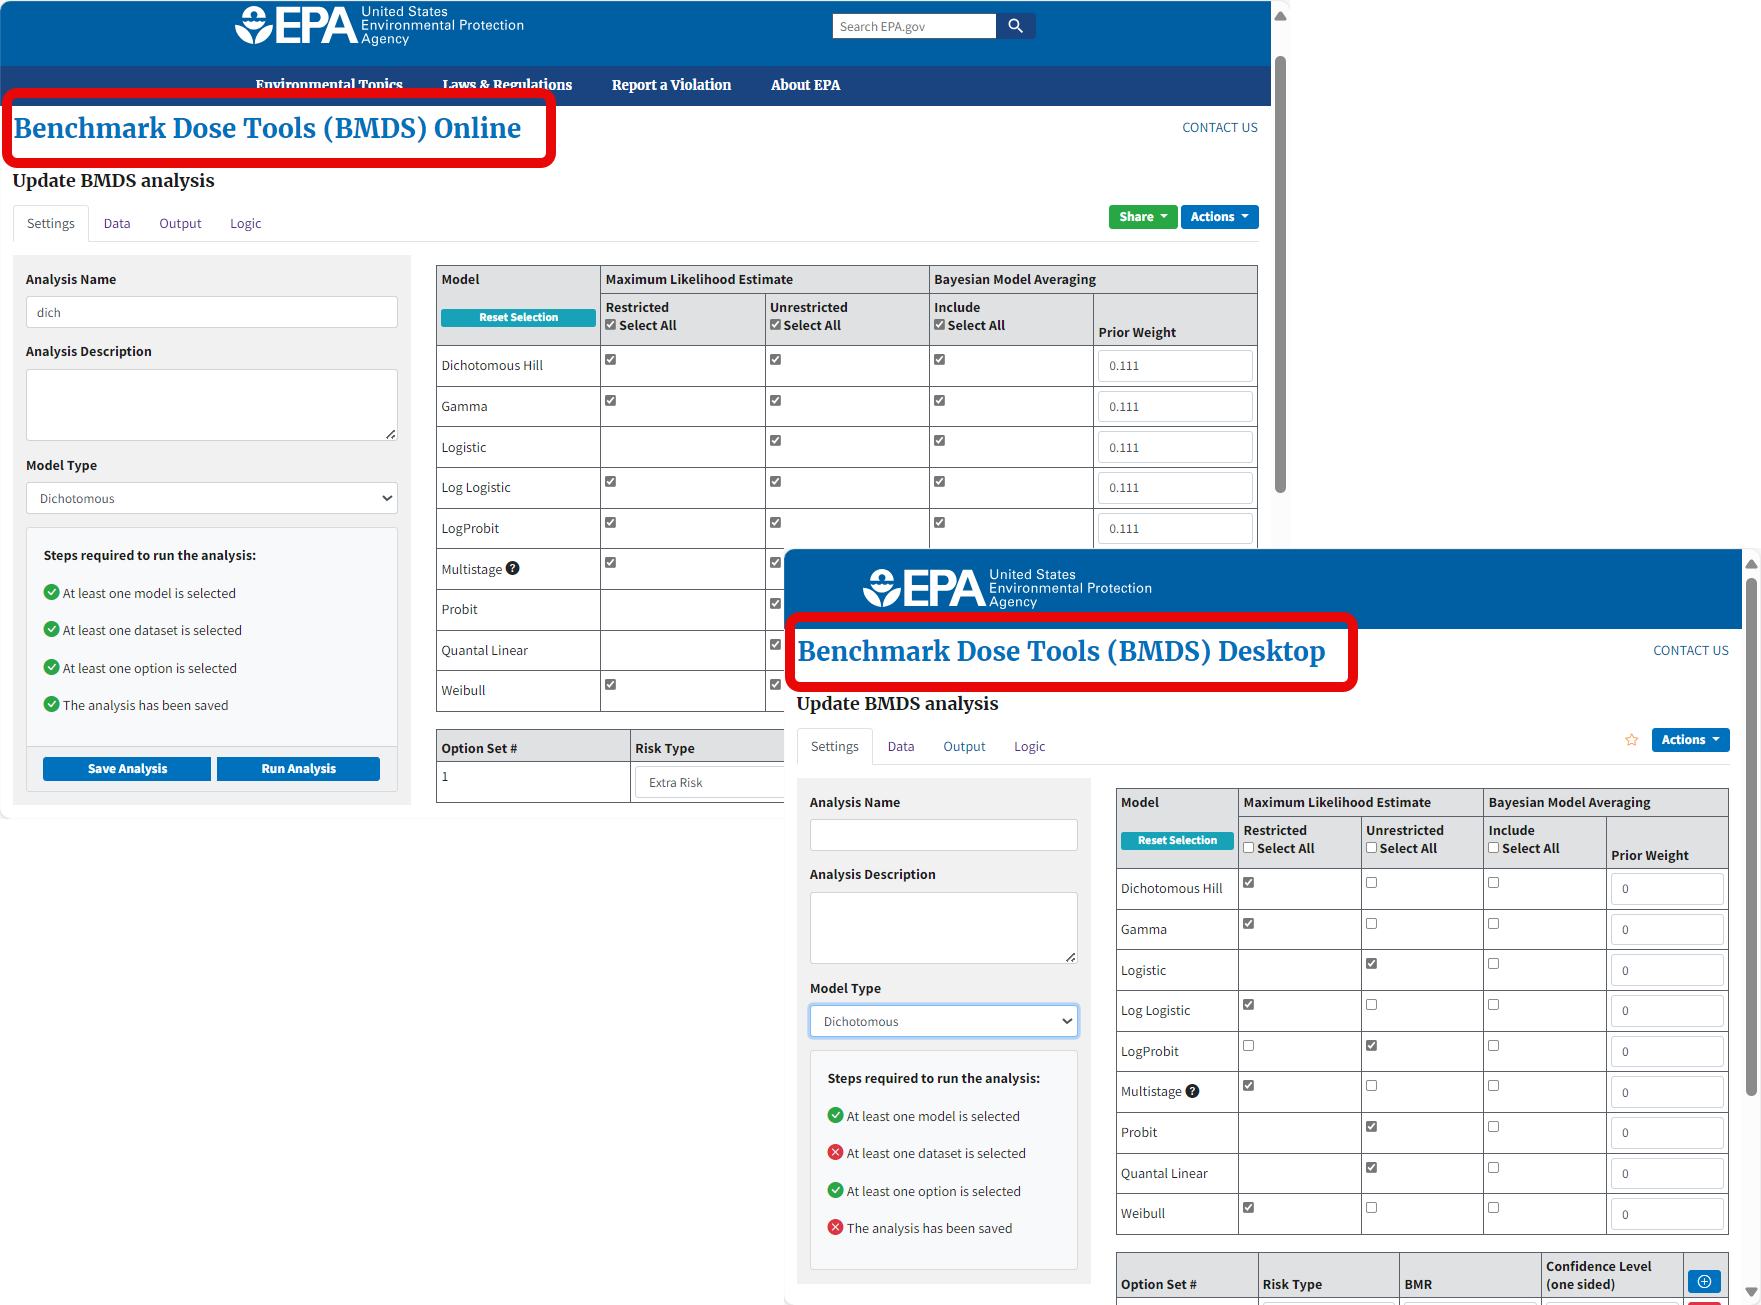 EPA United States
Environmental Protection
Agency
Search EPA.gov
Environmental Topics Laws & Regulations Report a Violation About EPA
Benchmark Dose Tools (BMDS) Online
CONTACT US
Update BMDS analysis
Settings Data Output Logic
Share Actions
Analysis Name
dich
Analysis Description
Model Type
Dichotomous
Steps required to run the analysis:
At least one model is selected
At least one dataset is selected
At least one option is selected
The analysis has been saved
Save Analysis Run Analysis
Model Maximum Likelihood Estimate Bayesian Model Averaging
Reset Selection
Restricted Unrestricted Include
Select All Select All Select All
Prior Weight
Dichotomous Hill 0.111
Gamma 0.111
Logistic 0.111
Log Logistic 0.111
LogProbit 0.111
Multistage ?
Probit
Quantal Linear
Weibull
Option Set # Risk Type
1 Extra Risk
EPA United States
Environmental Protection
Agency
Benchmark Dose Tools (BMDS) Desktop
CONTACT US
Update BMDS analysis
Settings Data Output Logic
Actions
Analysis Name
Analysis Description
Model Type
Dichotomous
Steps required to run the analysis:
At least one model is selected
At least one dataset is selected
At least one option is selected
The analysis has been saved
Model Maximum Likelihood Estimate Bayesian Model Averaging
Reset Selection
Restricted Unrestricted Include
Select All Select All Select All
Prior Weight
Dichotomous Hill 0
Gamma 0
Logistic 0
Log Logistic 0
LogProbit 0
Multistage ? 0
Probit 0
Quantal Linear 0
Weibull 0
Option Set # Risk Type BMR Confidence Level
(one sided)